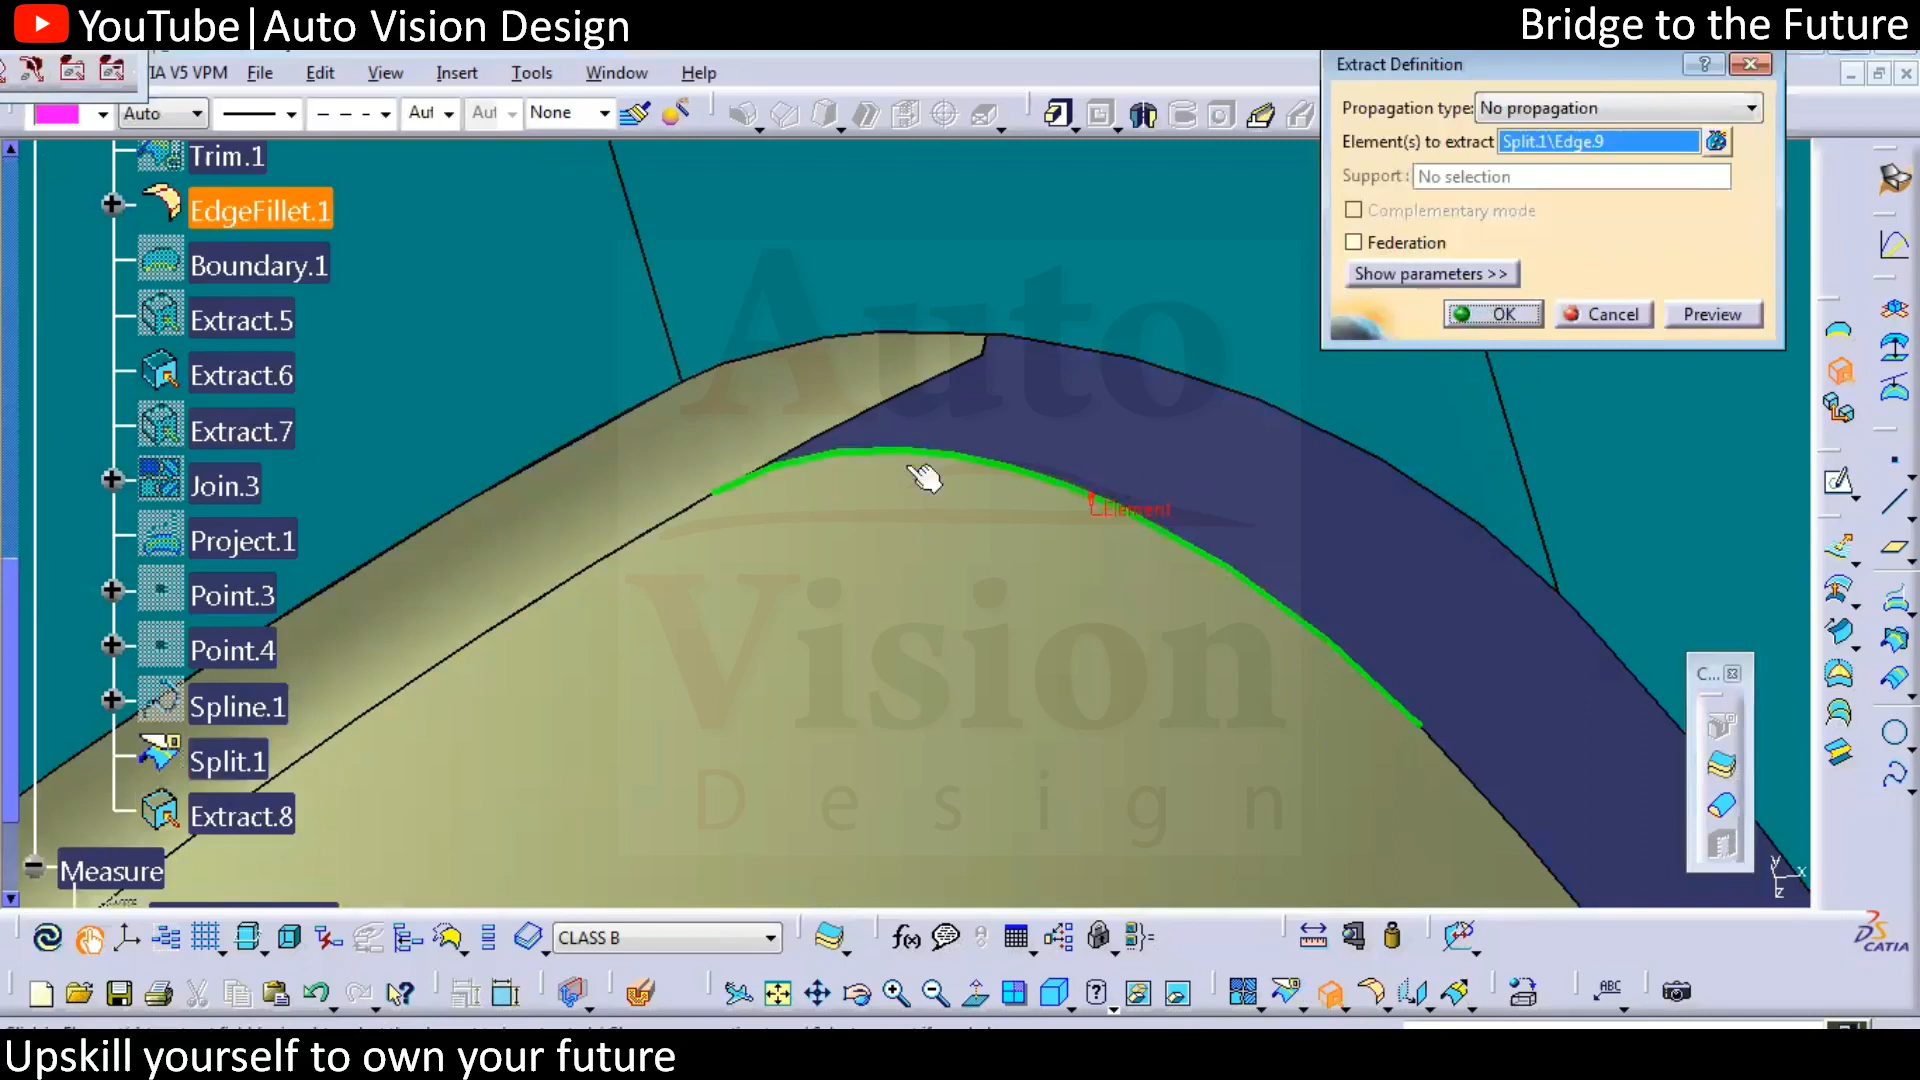 YouTube|Auto Vision Design
Bridge to the Future
IA V5 VPM File Edit View Insert Tools Window Help
Auto Aut Aut None
Extract Definition
Propagation type: No propagation
Element(s) to extract Split.1\Edge.9
Support : No selection
Complementary mode
Federation
Show parameters >>
OK Cancel Preview
Trim.1
EdgeFillet.1
Boundary.1
Extract.5
Extract.6
Extract.7
Join.3
Project.1
Point.3
Point.4
Spline.1
Split.1
Extract.8
Measure
Element
Auto
Vision
Design
C...
y
x
z
CLASS B
f(x)
ABC
DS
CATIA
Upskill yourself to own your future